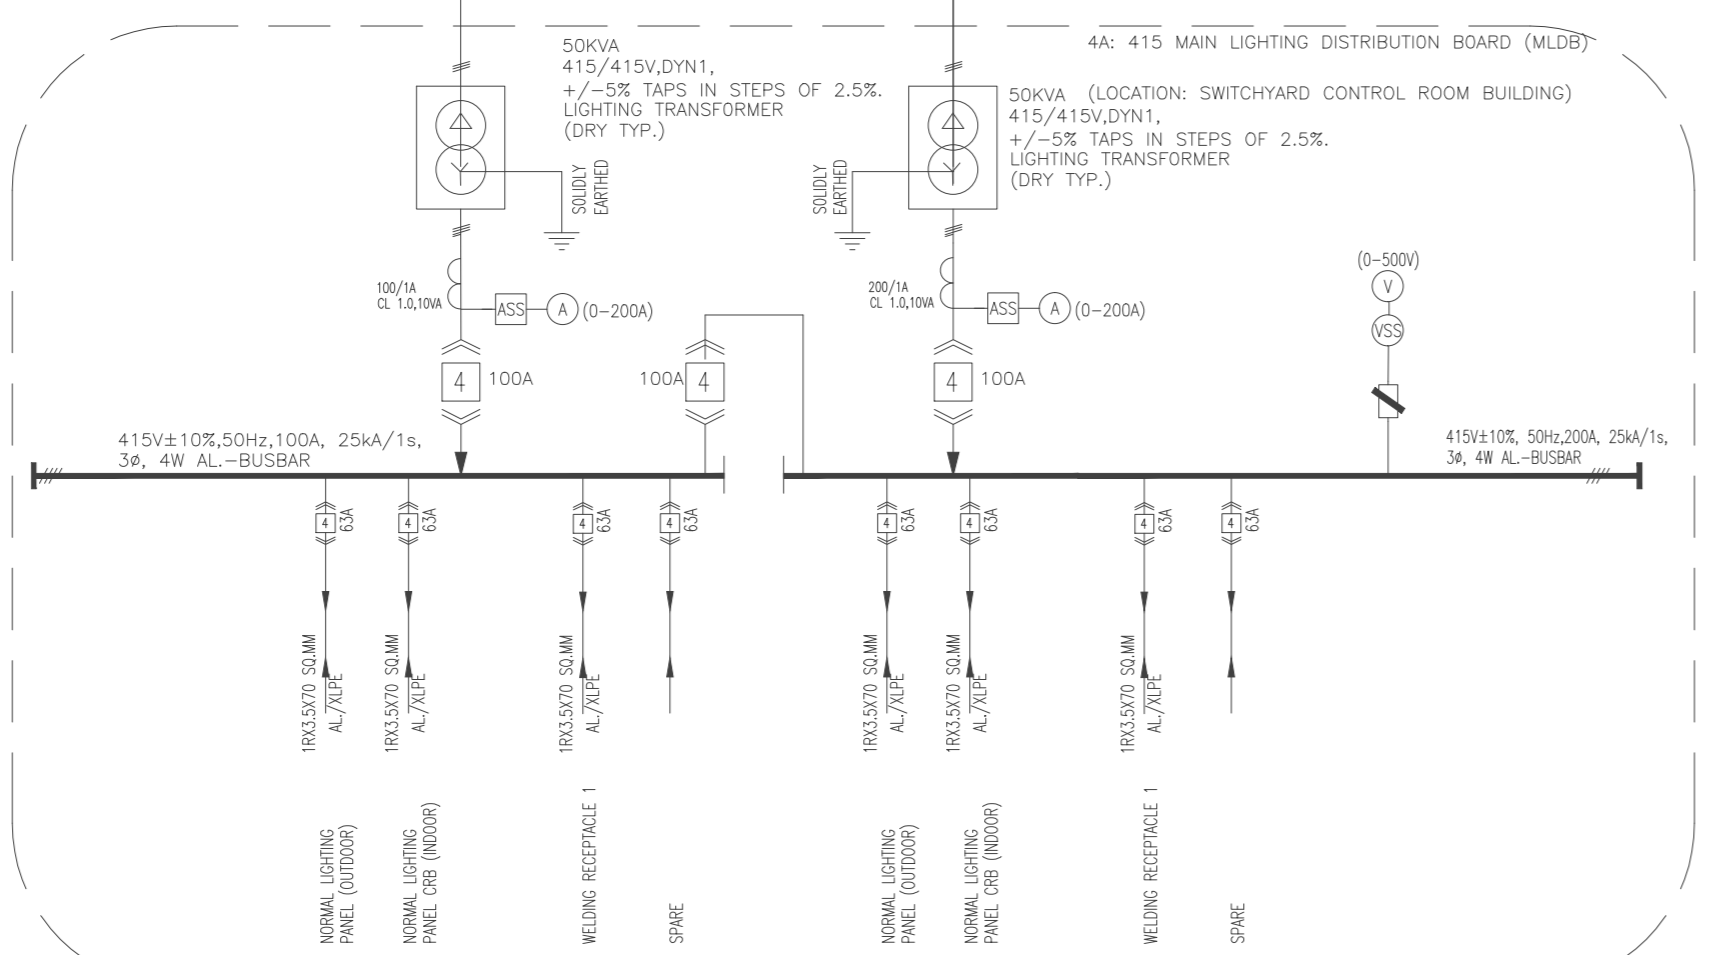 4A: 415 MAIN LIGHTING DISTRIBUTION BOARD (MLDB)
50KVA
415/415V,DYN1,
+/-5% TAPS IN STEPS OF 2.5%.
LIGHTING TRANSFORMER
(DRY TYP.)
50KVA (LOCATION: SWITCHYARD CONTROL ROOM BUILDING)
415/415V,DYN1,
+/-5% TAPS IN STEPS OF 2.5%.
LIGHTING TRANSFORMER
(DRY TYP.)
SOLIDLY
EARTHED
SOLIDLY
EARTHED
100/1A
CL 1.0,10VA
ASS
A
(0-200A)
200/1A
CL 1.0,10VA
ASS
A
(0-200A)
(0-500V)
V
VSS
4
100A
100A
4
4
100A
415V±10%,50Hz,100A, 25kA/1s,
3ø, 4W AL.-BUSBAR
415V±10%, 50Hz,200A, 25kA/1s,
3ø, 4W AL.-BUSBAR
4
63A
4
63A
4
63A
4
63A
4
63A
4
63A
4
63A
4
63A
1RX3.5X70 SQ.MM
AL./XLPE
1RX3.5X70 SQ.MM
AL./XLPE
1RX3.5X70 SQ.MM
AL./XLPE
1RX3.5X70 SQ.MM
AL./XLPE
1RX3.5X70 SQ.MM
AL./XLPE
1RX3.5X70 SQ.MM
AL./XLPE
NORMAL LIGHTING
PANEL (OUTDOOR)
NORMAL LIGHTING
PANEL CRB (INDOOR)
WELDING RECEPTACLE 1
SPARE
NORMAL LIGHTING
PANEL (OUTDOOR)
NORMAL LIGHTING
PANEL CRB (INDOOR)
WELDING RECEPTACLE 1
SPARE